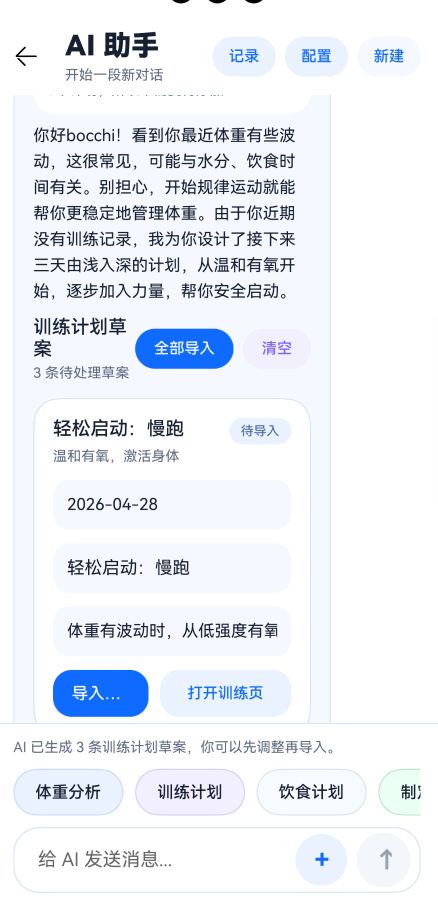 AI 助手
开始一段新对话
记录
配置
新建
你好bocchi！看到你最近体重有些波
动，这很常见，可能与水分、饮食时
间有关。别担心，开始规律运动就能
帮你更稳定地管理体重。由于你近期
没有训练记录，我为你设计了接下来
三天由浅入深的计划，从温和有氧开
始，逐步加入力量，帮你安全启动。
训练计划草
案
3 条待处理草案
全部导入
清空
轻松启动：慢跑
待导入
温和有氧，激活身体
2026-04-28
轻松启动：慢跑
体重有波动时，从低强度有氧
导入...
打开训练页
AI 已生成 3 条训练计划草案，你可以先调整再导入。
体重分析
训练计划
饮食计划
制
给 AI 发送消息...